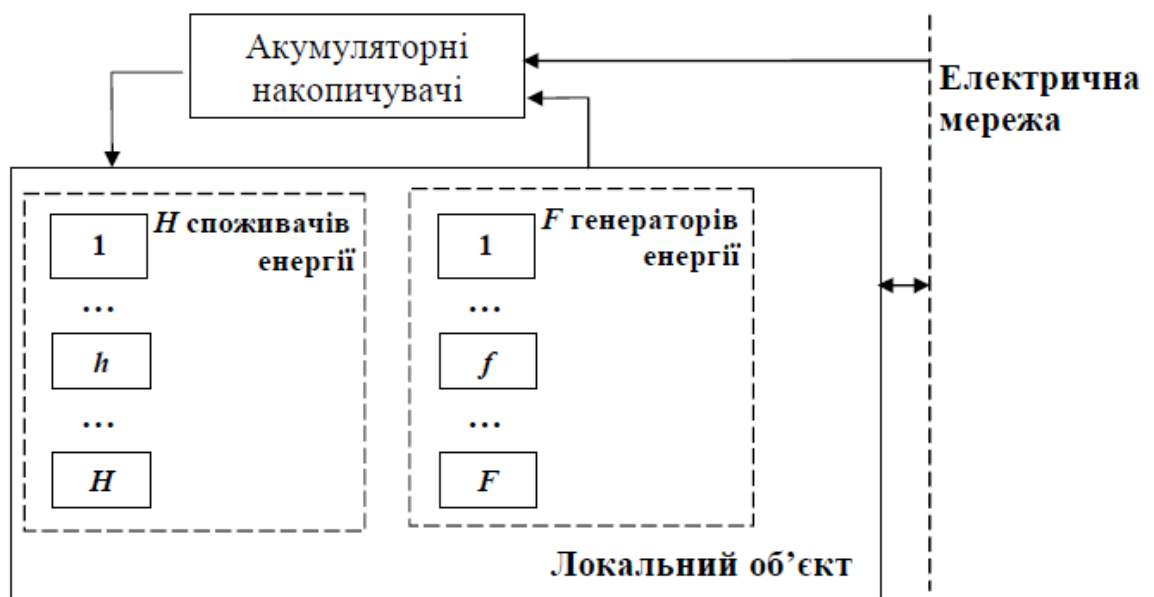 Акумуляторні
накопичувачі
Електрична
мережа
H споживачів
енергії
1
...
h
...
H
F генераторів
енергії
1
...
f
...
F
Локальний об’єкт